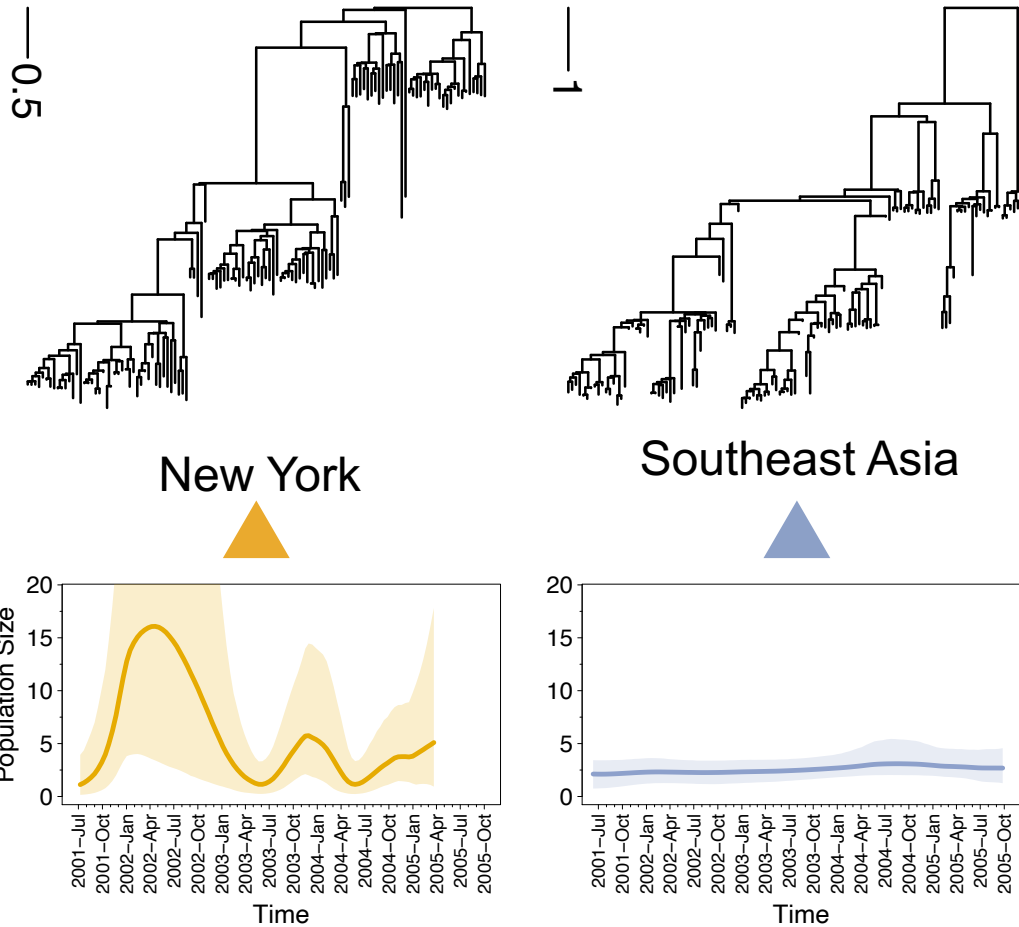 0.5
1
New York
Southeast Asia
Population Size
20
15
10
5
0
2001–Jul
2001–Oct
2002–Jan
2002–Apr
2002–Jul
2002–Oct
2003–Jan
2003–Apr
2003–Jul
2003–Oct
2004–Jan
2004–Apr
2004–Jul
2004–Oct
2005–Jan
2005–Apr
2005–Jul
2005–Oct
Time
20
15
10
5
0
2001–Jul
2001–Oct
2002–Jan
2002–Apr
2002–Jul
2002–Oct
2003–Jan
2003–Apr
2003–Jul
2003–Oct
2004–Jan
2004–Apr
2004–Jul
2004–Oct
2005–Jan
2005–Apr
2005–Jul
2005–Oct
Time